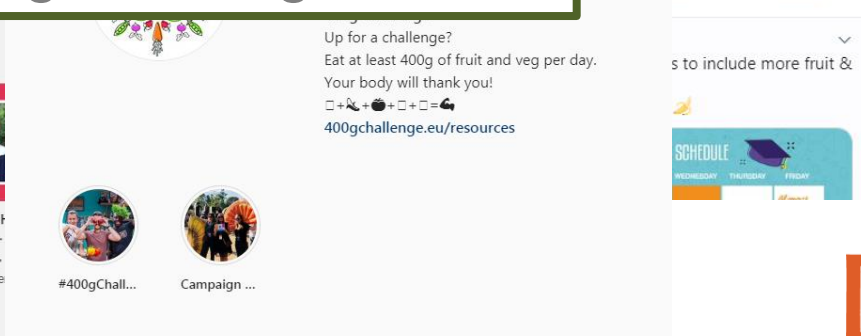 Up for a challenge?
Eat at least 400g of fruit and veg per day.
Your body will thank you!
□+👠+🍅+□+□=💪
400gchallenge.eu/resources
#400gChall...
Campaign ...
s to include more fruit &
SCHEDULE
WEDNESDAY THURSDAY FRIDAY